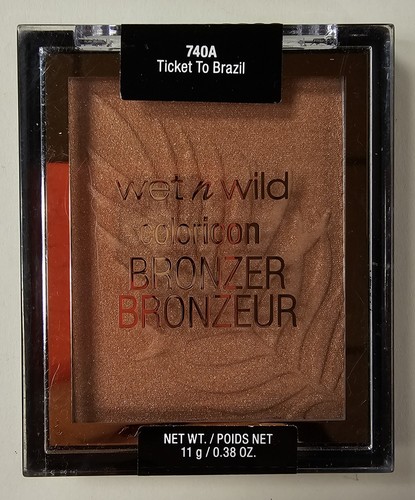 740A
Ticket To Brazil
wet n wild
coloricon
BRONZER
BRONZEUR
NET WT. / POIDS NET
11 g / 0.38 OZ.